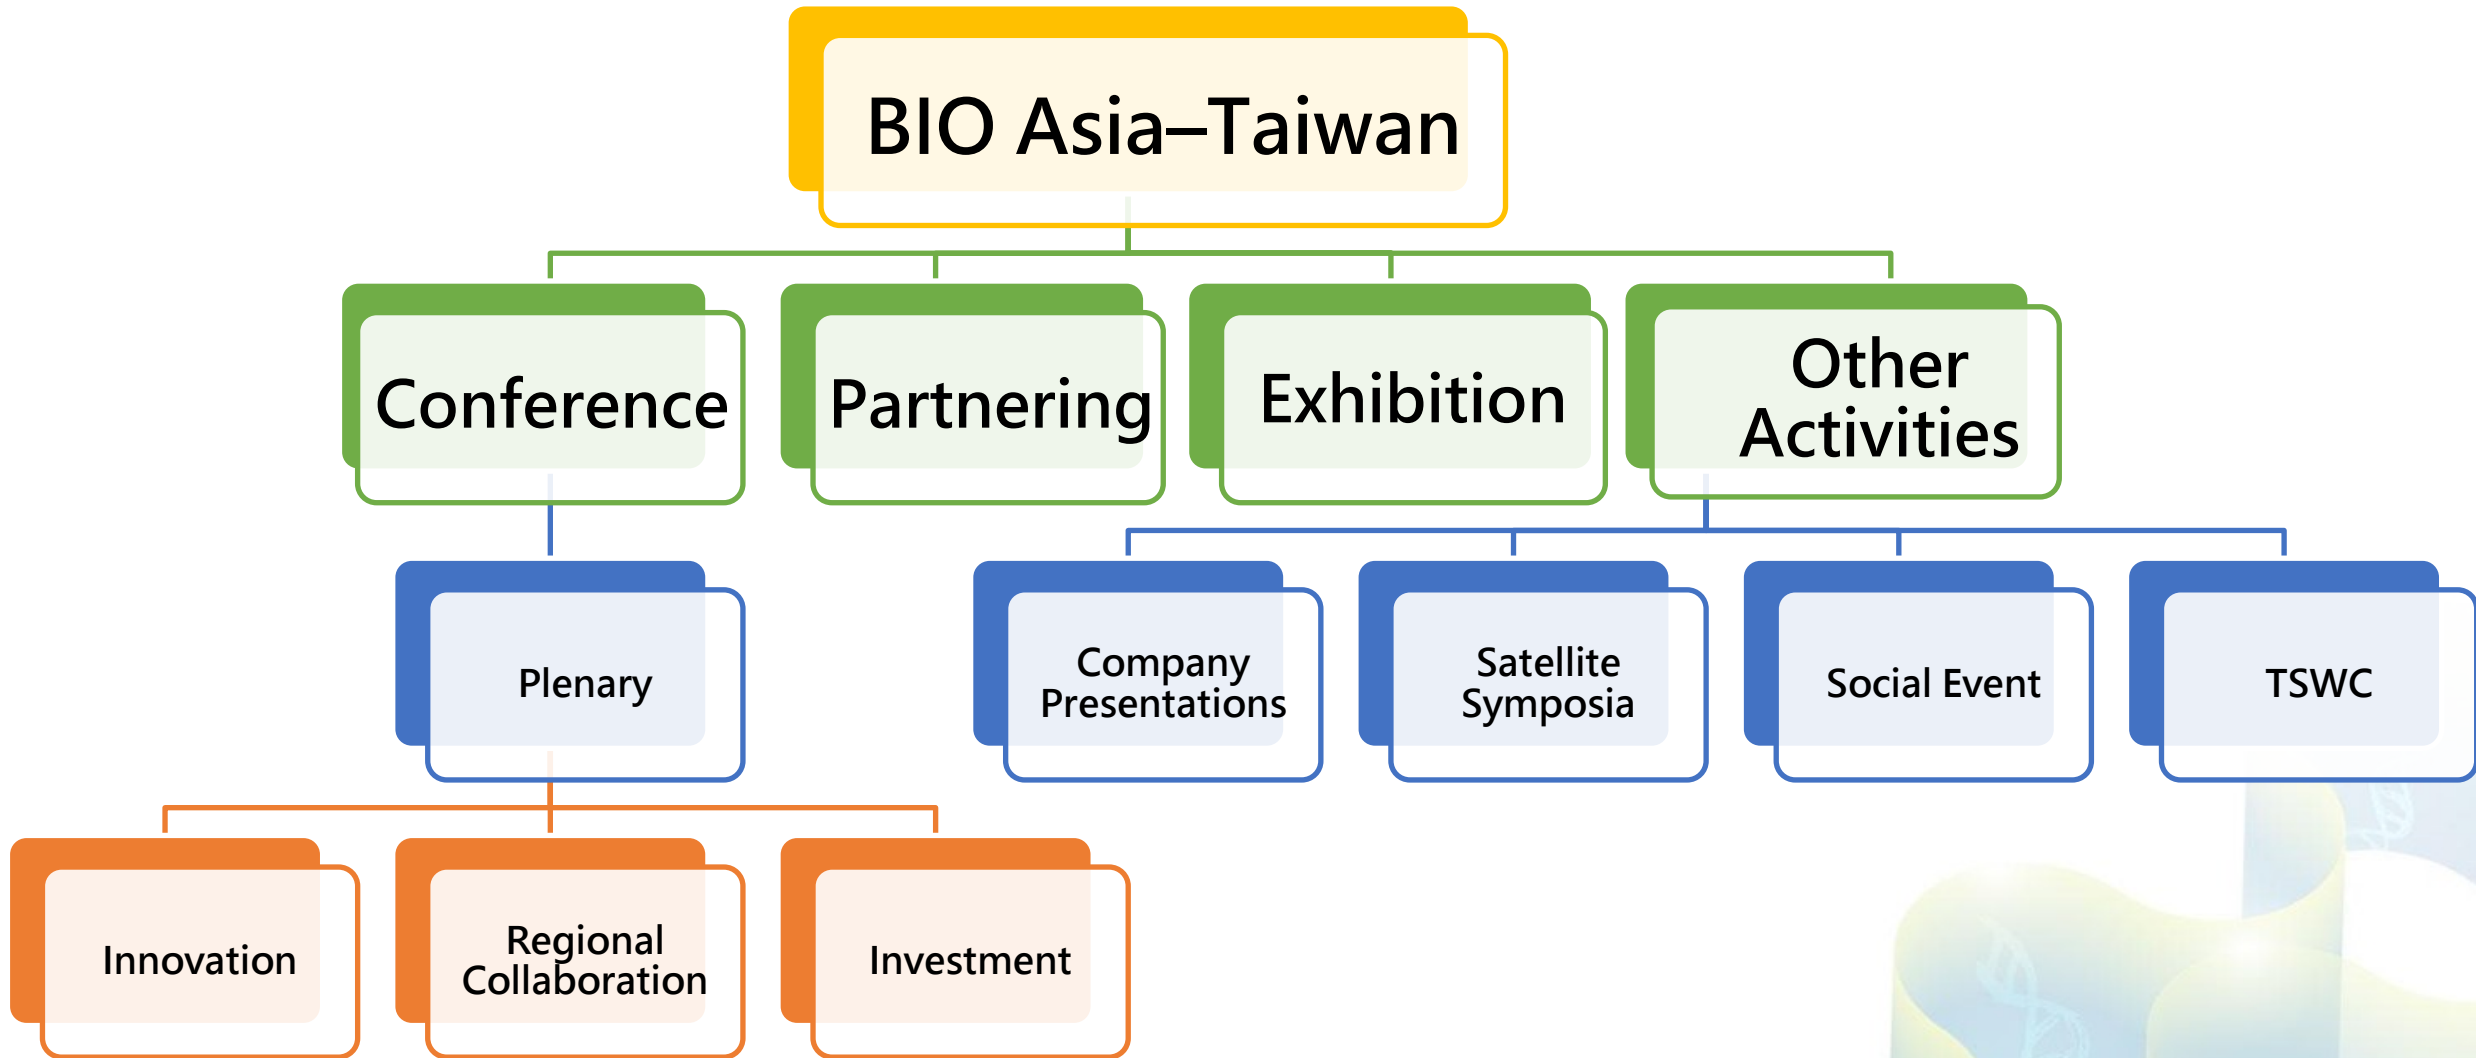 BIO Asia–Taiwan
Conference
Partnering
Exhibition
Other
Activities
Plenary
Company
Presentations
Satellite
Symposia
Social Event
TSWC
Innovation
Regional
Collaboration
Investment